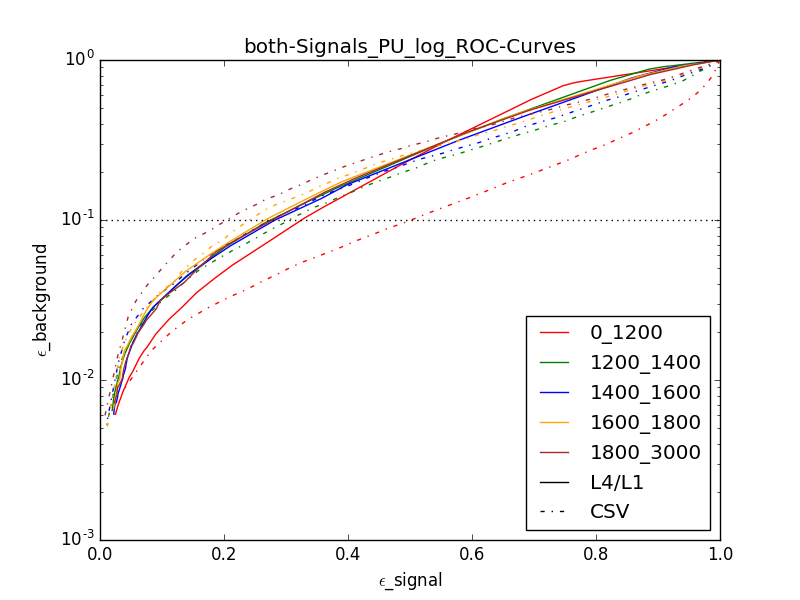 both-Signals_PU_log_ROC-Curves
10^0
10^-1
10^-2
10^-3
ϵ_background
0.0 0.2 0.4 0.6 0.8 1.0
ϵ_signal
0_1200
1200_1400
1400_1600
1600_1800
1800_3000
L4/L1
CSV